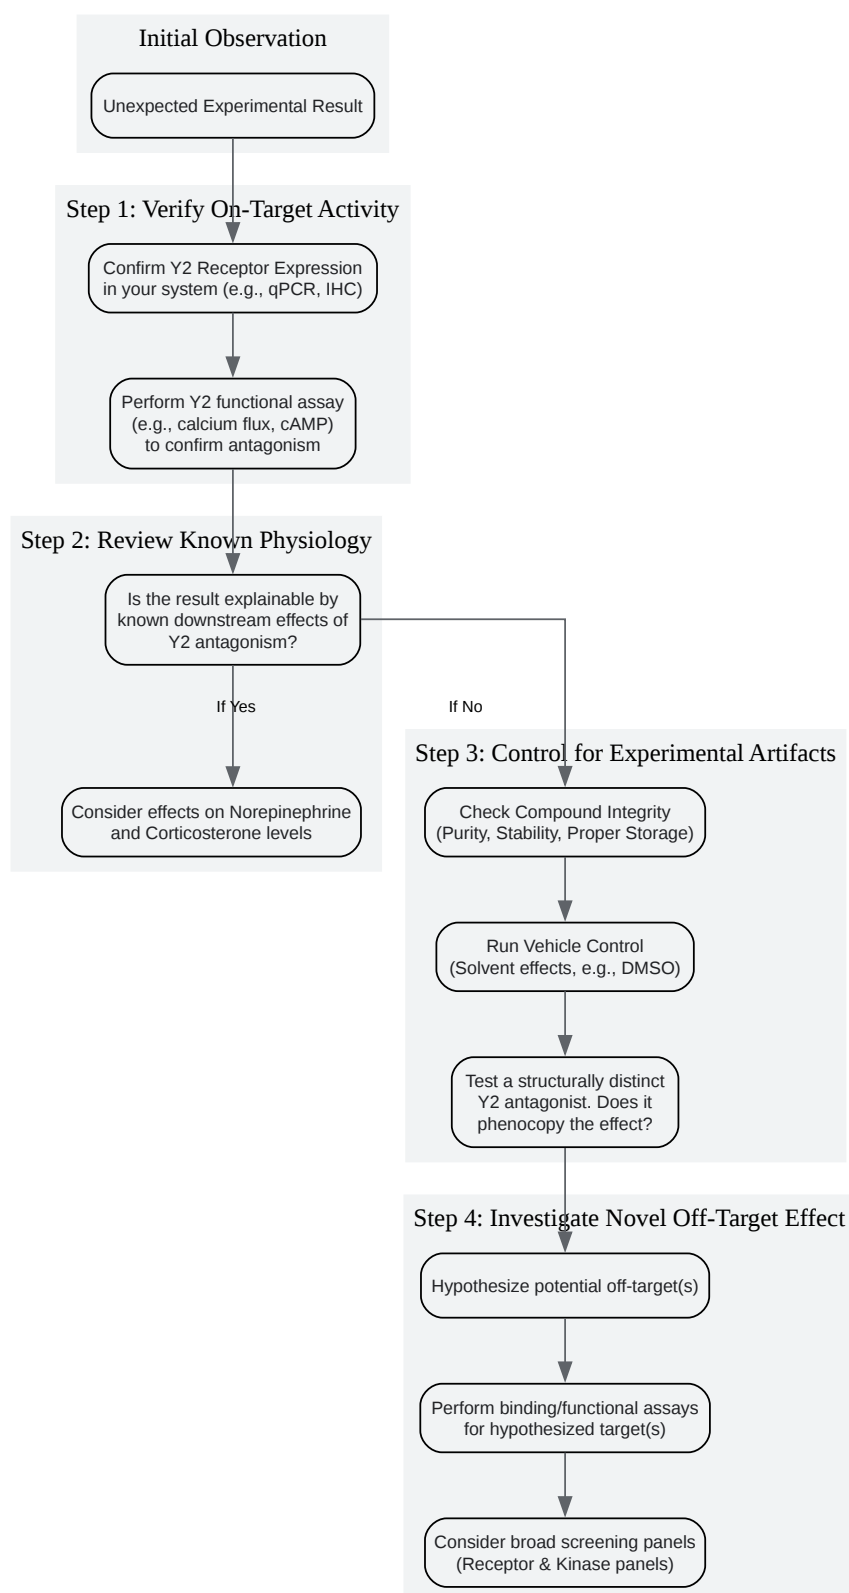 Initial Observation
Unexpected Experimental Result
Step 1: Verify On-Target Activity
Confirm Y2 Receptor Expression
in your system (e.g., qPCR, IHC)
Perform Y2 functional assay
(e.g., calcium flux, cAMP)
to confirm antagonism
Step 2: Review Known Physiology
Is the result explainable by
known downstream effects of
Y2 antagonism?
If Yes
If No
Consider effects on Norepinephrine
and Corticosterone levels
Step 3: Control for Experimental Artifacts
Check Compound Integrity
(Purity, Stability, Proper Storage)
Run Vehicle Control
(Solvent effects, e.g., DMSO)
Test a structurally distinct
Y2 antagonist. Does it
phenocopy the effect?
Step 4: Investigate Novel Off-Target Effect
Hypothesize potential off-target(s)
Perform binding/functional assays
for hypothesized target(s)
Consider broad screening panels
(Receptor & Kinase panels)